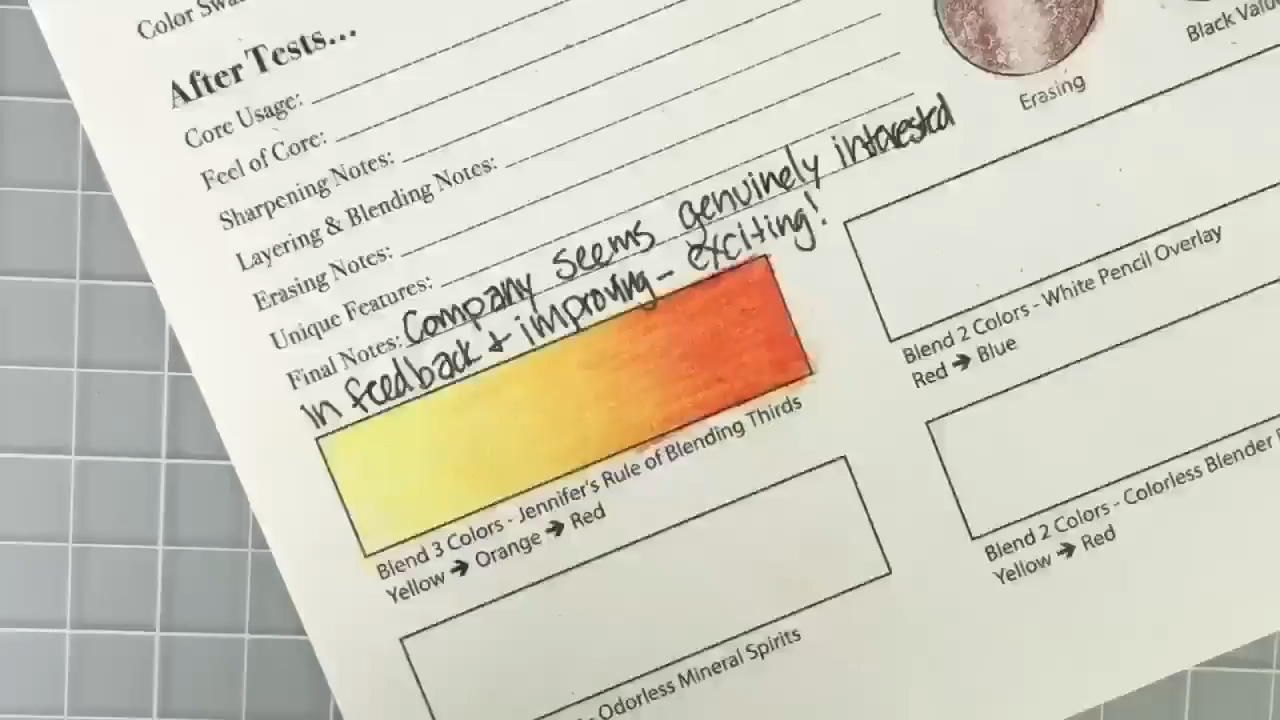 Color
After Tests...
Core Usage:
Feel of Core:
Sharpening Notes:
Layering & Blending Notes:
Erasing Notes:
Unique Features:
Final Notes: Company seems genuinely interested
in feedback + improving - exciting!
Blend 3 Colors - Jennifer's Rule of Blending Thirds
Yellow → Orange → Red
- Odorless Mineral Spirits
Erasing
Black
Blend 2 Colors - White Pencil Overlay
Red → Blue
Blend 2 Colors - Colorless Blender
Yellow → Red